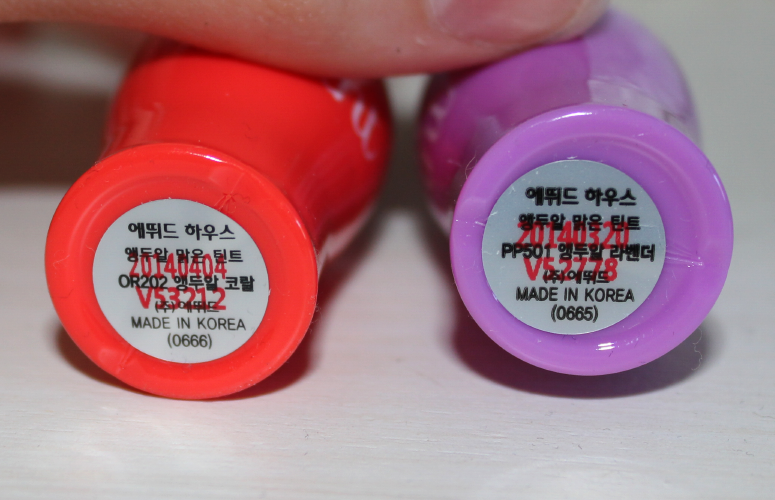 에뛰드 하우스
앵두알 맑은 틴트
20140404
OR202 앵두알 코랄
V53212
(주)에뛰드
MADE IN KOREA
(0666)
에뛰드 하우스
앵두알 맑은 틴트
20140320
PP501 앵두알 라벤더
V52778
(주)에뛰드
MADE IN KOREA
(0665)